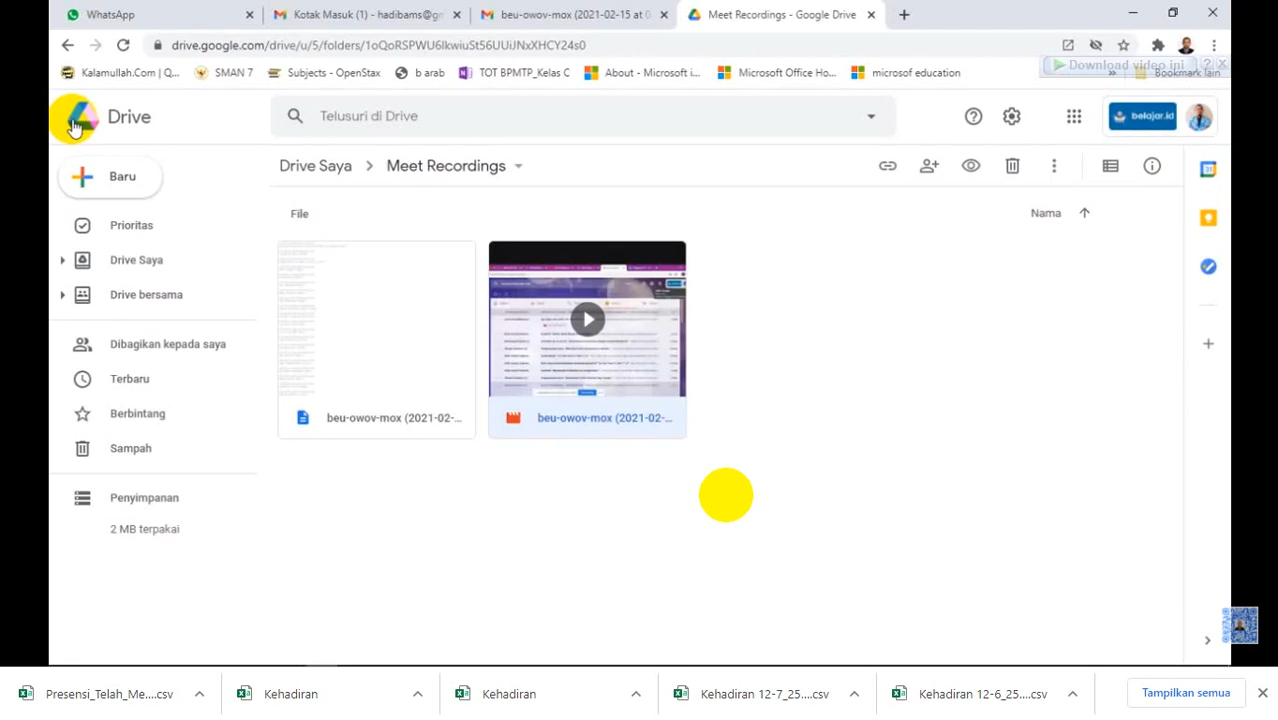 WhatsApp
Kotak Masuk (1) - hadibams@gm
beu-owov-mox (2021-02-15 at 0
Meet Recordings - Google Drive
drive.google.com/drive/u/5/folders/1oQoRSPWU6IkwiuSt56UUiJNxXHCY24s0
Kalamullah.Com | Q...
SMAN 7
Subjects - OpenStax
b arab
TOT BPMTP_Kelas C
About - Microsoft i...
Microsoft Office Ho...
microsof education
Download video ini
Bookmark lain
Drive
Telusuri di Drive
belajar.id
Baru
Drive Saya > Meet Recordings
Prioritas
Drive Saya
Drive bersama
Dibagikan kepada saya
Terbaru
Berbintang
Sampah
Penyimpanan
2 MB terpakai
File
Nama
beu-owov-mox (2021-02-...
beu-owov-mox (2021-02-...
Presensi_Telah_Me....csv
Kehadiran
Kehadiran
Kehadiran 12-7_25....csv
Kehadiran 12-6_25....csv
Tampilkan semua